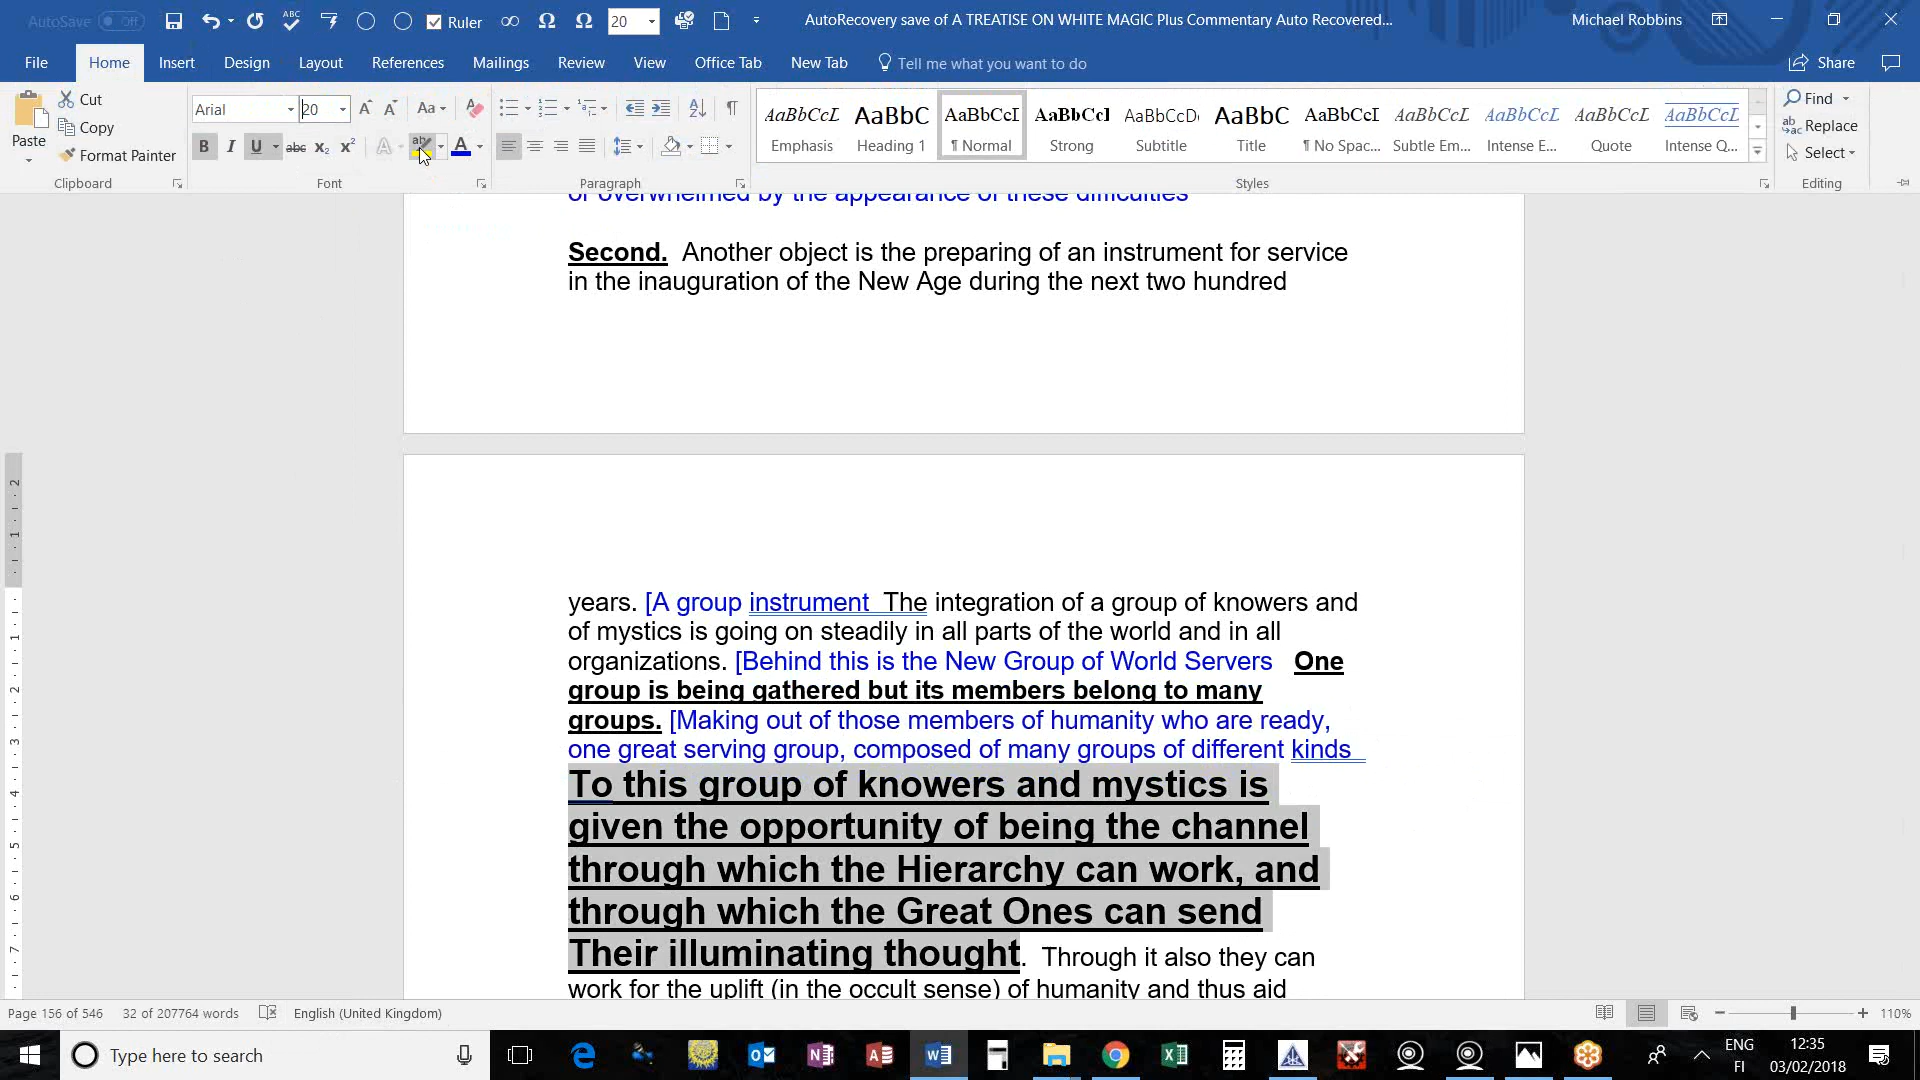 AutoSave Off
Ruler
20
AutoRecovery save of A TREATISE ON WHITE MAGIC Plus Commentary Auto Recovered...
Michael Robbins
File Home Insert Design Layout References Mailings Review View Office Tab New Tab Tell me what you want to do Share
Paste
Cut
Copy
Format Painter
Clipboard
Arial 20
Font
Paragraph
AaBbCcL Emphasis
AaBbC Heading 1
AaBbCcI ¶ Normal
AaBbCcI Strong
AaBbCcD Subtitle
AaBbC Title
AaBbCcI ¶ No Spac...
AaBbCcL Subtle Em...
AaBbCcL Intense E...
AaBbCcL Quote
AaBbCcL Intense Q...
Styles
Find
Replace
Select
Editing
or overwhelmed by the appearance of these difficulties
Second. Another object is the preparing of an instrument for service
in the inauguration of the New Age during the next two hundred
years. [A group instrument The integration of a group of knowers and
of mystics is going on steadily in all parts of the world and in all
organizations. [Behind this is the New Group of World Servers One
group is being gathered but its members belong to many
groups. [Making out of those members of humanity who are ready,
one great serving group, composed of many groups of different kinds
To this group of knowers and mystics is
given the opportunity of being the channel
through which the Hierarchy can work, and
through which the Great Ones can send
Their illuminating thought. Through it also they can
work for the uplift (in the occult sense) of humanity and thus aid
Page 156 of 546 32 of 207764 words English (United Kingdom) 110%
Type here to search
ENG
FI
12:35
03/02/2018